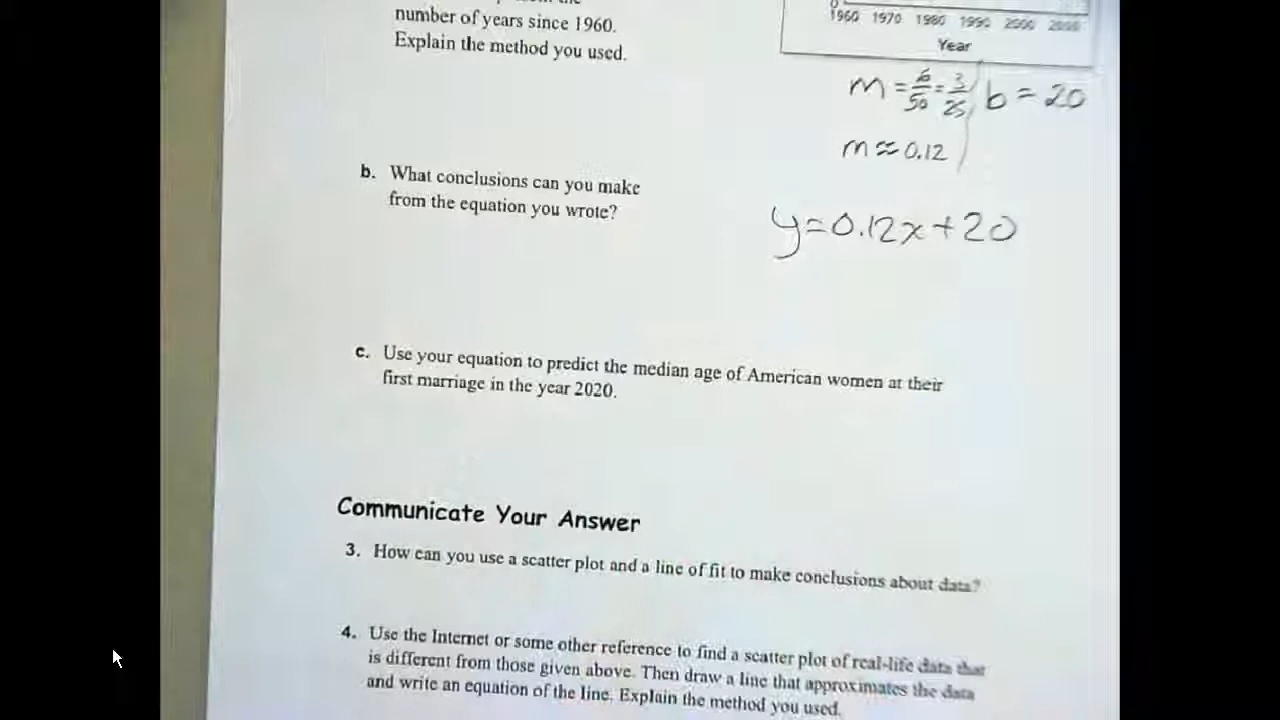 number of years since 1960.
Explain the method you used.
0
1960 1970 1980 1990 2000
Year
m = 6/50 = 3/25 b = 20
m ≈ 0.12
b. What conclusions can you make
from the equation you wrote?
y = 0.12x + 20
c. Use your equation to predict the median age of American women at their
first marriage in the year 2020.
Communicate Your Answer
3. How can you use a scatter plot and a line of fit to make conclusions about data?
4. Use the Internet or some other reference to find a scatter plot of real-life data that
is different from those given above. Then draw a line that approximates the data
and write an equation of the line. Explain the method you used.